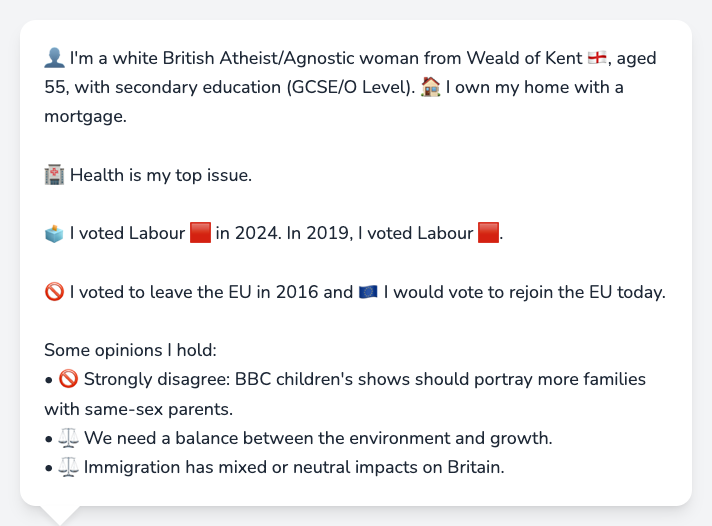 👤 I'm a white British Atheist/Agnostic woman from Weald of Kent 🏴󠁧󠁢󠁥󠁮󠁧󠁿, aged
55, with secondary education (GCSE/O Level). 🏠 I own my home with a
mortgage.
🏥 Health is my top issue.
🗳️ I voted Labour 🟥 in 2024. In 2019, I voted Labour 🟥.
🚫 I voted to leave the EU in 2016 and 🇪🇺 I would vote to rejoin the EU today.
Some opinions I hold:
• 🚫 Strongly disagree: BBC children's shows should portray more families
with same-sex parents.
• ⚖️ We need a balance between the environment and growth.
• ⚖️ Immigration has mixed or neutral impacts on Britain.